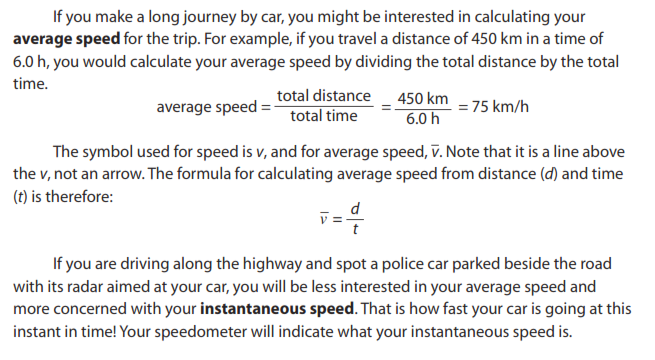 If you make a long journey by car, you might be interested in calculating your
average speed for the trip. For example, if you travel a distance of 450 km in a time of
6.0 h, you would calculate your average speed by dividing the total distance by the total
time.
average speed = total distance / total time = 450 km / 6.0 h = 75 km/h
The symbol used for speed is v, and for average speed, v̅. Note that it is a line above
the v, not an arrow. The formula for calculating average speed from distance (d) and time
(t) is therefore:
v̅ = d / t
If you are driving along the highway and spot a police car parked beside the road
with its radar aimed at your car, you will be less interested in your average speed and
more concerned with your instantaneous speed. That is how fast your car is going at this
instant in time! Your speedometer will indicate what your instantaneous speed is.